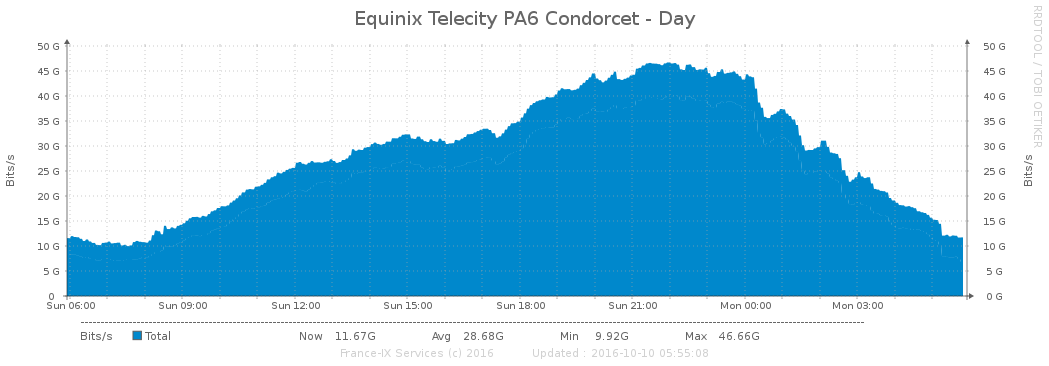 Equinix Telecity PA6 Condorcet - Day
RRDTOOL / TOBI OETIKER
50 G 50 G
45 G 45 G
40 G 40 G
35 G 35 G
30 G 30 G
25 G 25 G
20 G 20 G
15 G 15 G
10 G 10 G
5 G 5 G
0 0 G
Bits/s
Bits/s
Sun 06:00 Sun 09:00 Sun 12:00 Sun 15:00 Sun 18:00 Sun 21:00 Mon 00:00 Mon 03:00
Bits/s Total Now 11.67G Avg 28.68G Min 9.92G Max 46.66G
France-IX Services (c) 2016 Updated : 2016-10-10 05:55:08